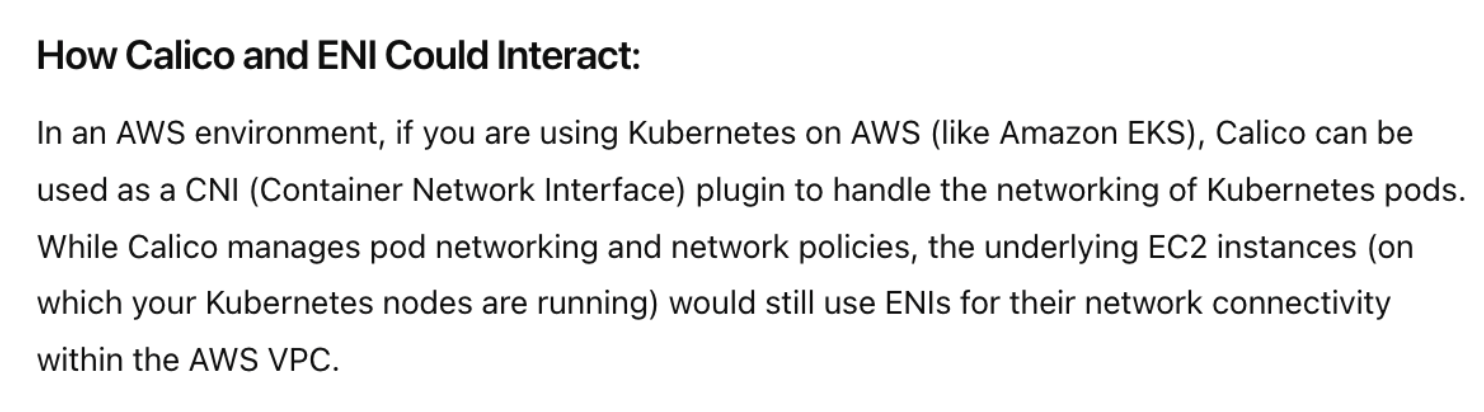 How Calico and ENI Could Interact:
In an AWS environment, if you are using Kubernetes on AWS (like Amazon EKS), Calico can be
used as a CNI (Container Network Interface) plugin to handle the networking of Kubernetes pods.
While Calico manages pod networking and network policies, the underlying EC2 instances (on
which your Kubernetes nodes are running) would still use ENIs for their network connectivity
within the AWS VPC.